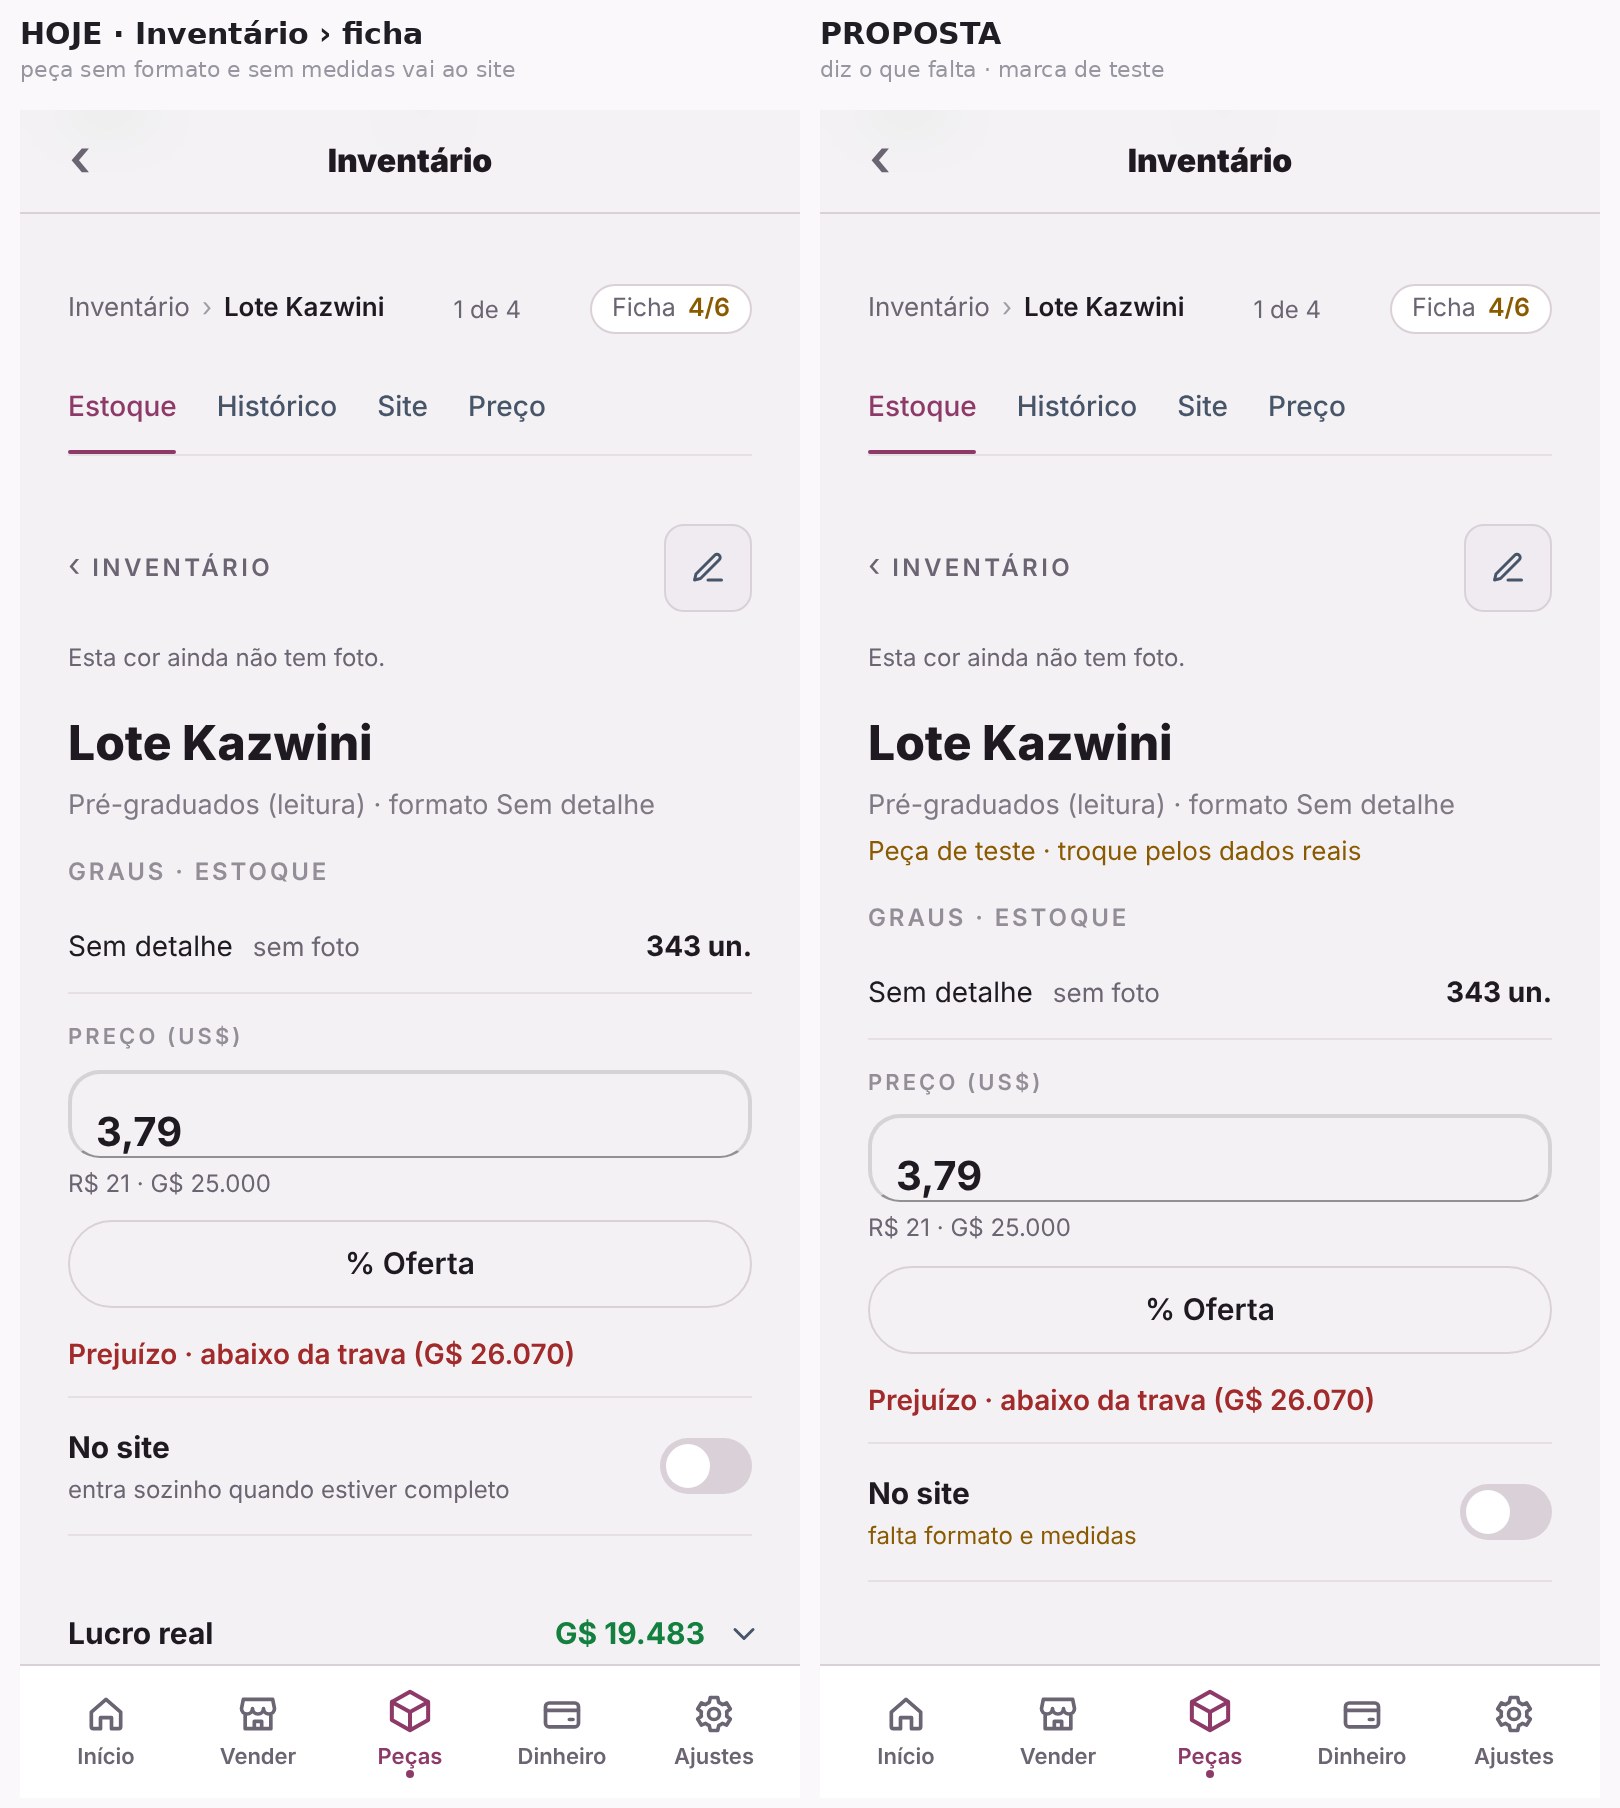 HOJE · Inventário › ficha
peça sem formato e sem medidas vai ao site
Inventário
Inventário › Lote Kazwini 1 de 4 Ficha 4/6
Estoque Histórico Site Preço
‹ INVENTÁRIO
Esta cor ainda não tem foto.
Lote Kazwini
Pré-graduados (leitura) · formato Sem detalhe
GRAUS · ESTOQUE
Sem detalhe sem foto 343 un.
PREÇO (US$)
3,79
R$ 21 · G$ 25.000
% Oferta
Prejuízo · abaixo da trava (G$ 26.070)
No site
entra sozinho quando estiver completo
Lucro real G$ 19.483
Início Vender Peças Dinheiro Ajustes
PROPOSTA
diz o que falta · marca de teste
Inventário
Inventário › Lote Kazwini 1 de 4 Ficha 4/6
Estoque Histórico Site Preço
‹ INVENTÁRIO
Esta cor ainda não tem foto.
Lote Kazwini
Pré-graduados (leitura) · formato Sem detalhe
Peça de teste · troque pelos dados reais
GRAUS · ESTOQUE
Sem detalhe sem foto 343 un.
PREÇO (US$)
3,79
R$ 21 · G$ 25.000
% Oferta
Prejuízo · abaixo da trava (G$ 26.070)
No site
falta formato e medidas
Início Vender Peças Dinheiro Ajustes